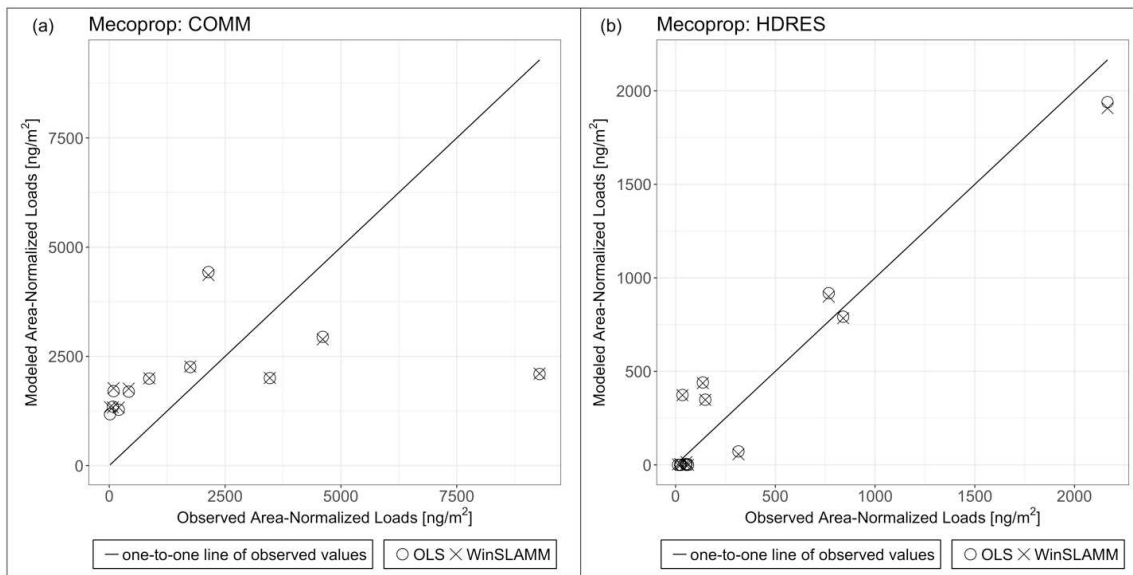 (a) Mecoprop: COMM
Modeled Area-Normalized Loads [ng/m²]
7500
5000
2500
0
0 2500 5000 7500
Observed Area-Normalized Loads [ng/m²]
one-to-one line of observed values OLS WinSLAMM
(b) Mecoprop: HDRES
Modeled Area-Normalized Loads [ng/m²]
2000
1500
1000
500
0
0 500 1000 1500 2000
Observed Area-Normalized Loads [ng/m²]
one-to-one line of observed values OLS WinSLAMM